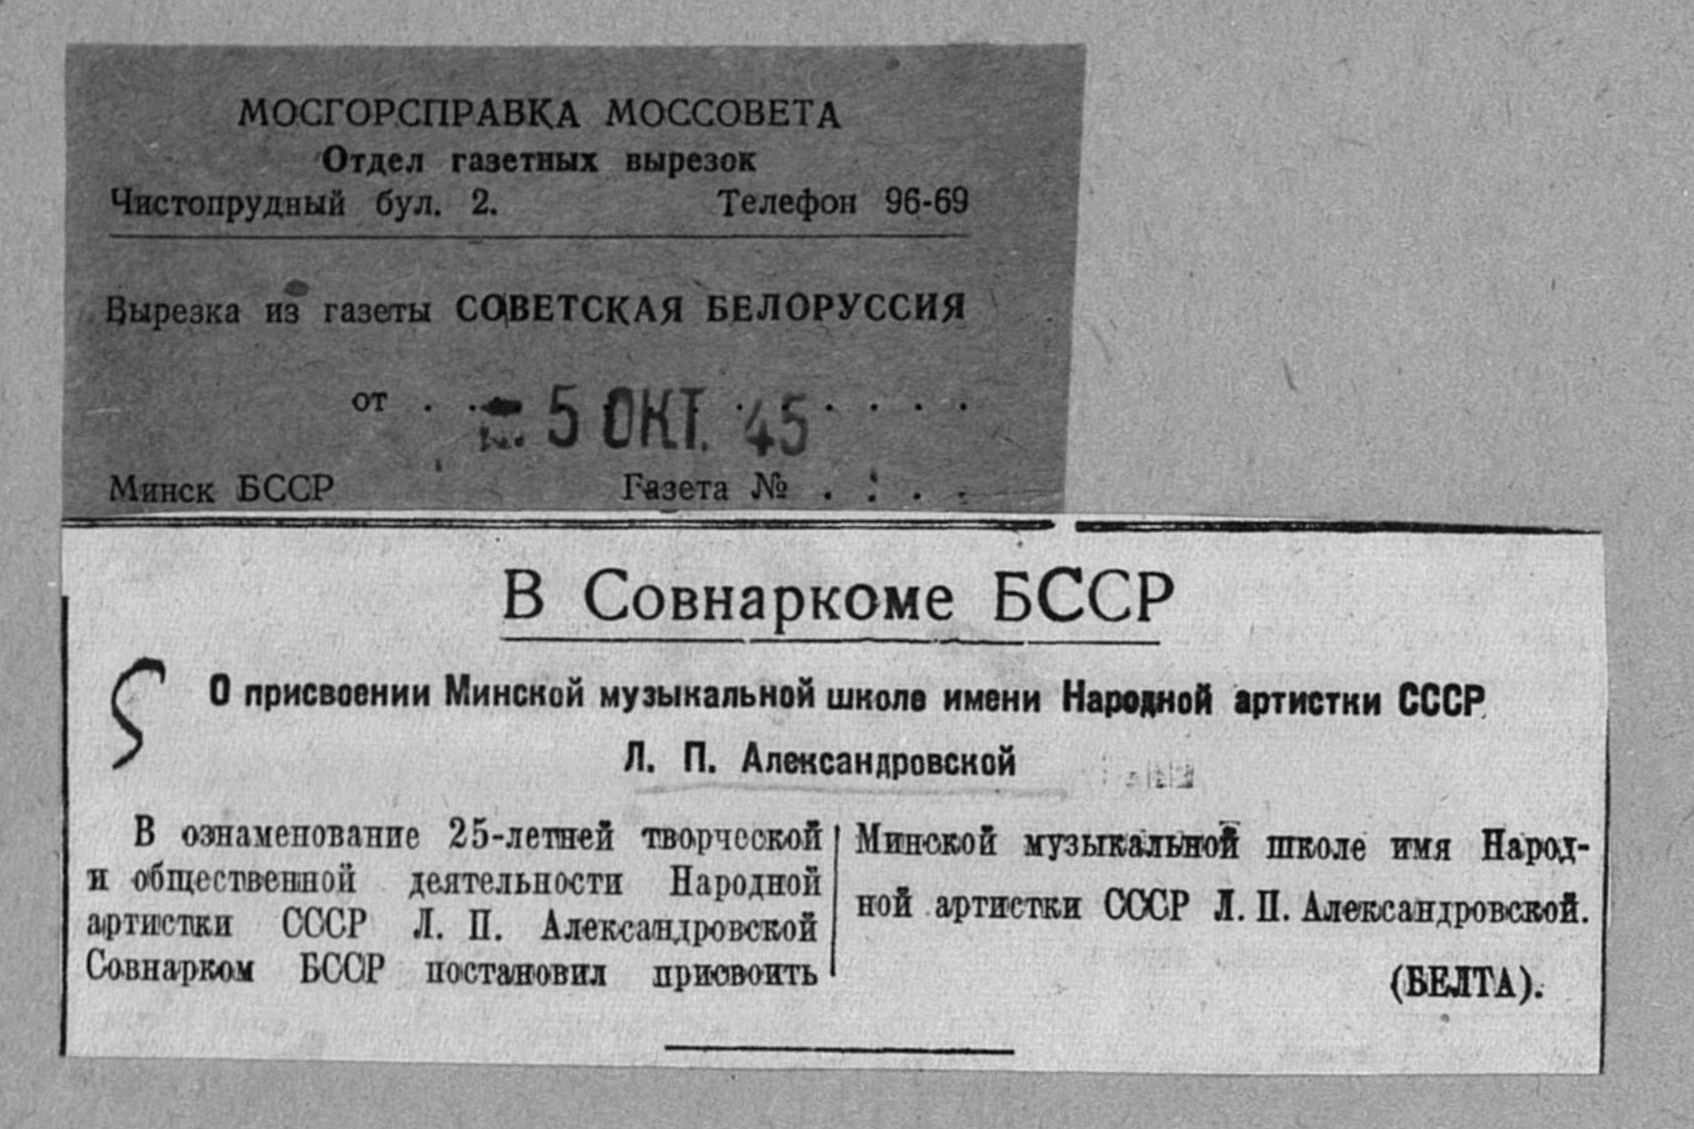 МОСГОРСПРАВКА МОССОВЕТА
Отдел газетных вырезок
Чистопрудный бул. 2. Телефон 96-69
Вырезка из газеты СОВЕТСКАЯ БЕЛОРУССИЯ
от . . 5 ОКТ. 45 . . . .
Минск БССР Газета № . . . .
В Совнаркоме БССР
О присвоении Минской музыкальной школе имени Народной артистки СССР
Л. П. Александровской
В ознаменование 25-летней творческой
и общественной деятельности Народной
артистки СССР Л. П. Александровской
Совнарком БССР постановил присвоить
Минской музыкальной школе имя Народ-
ной артистки СССР Л. П. Александровской.
(БЕЛТА).